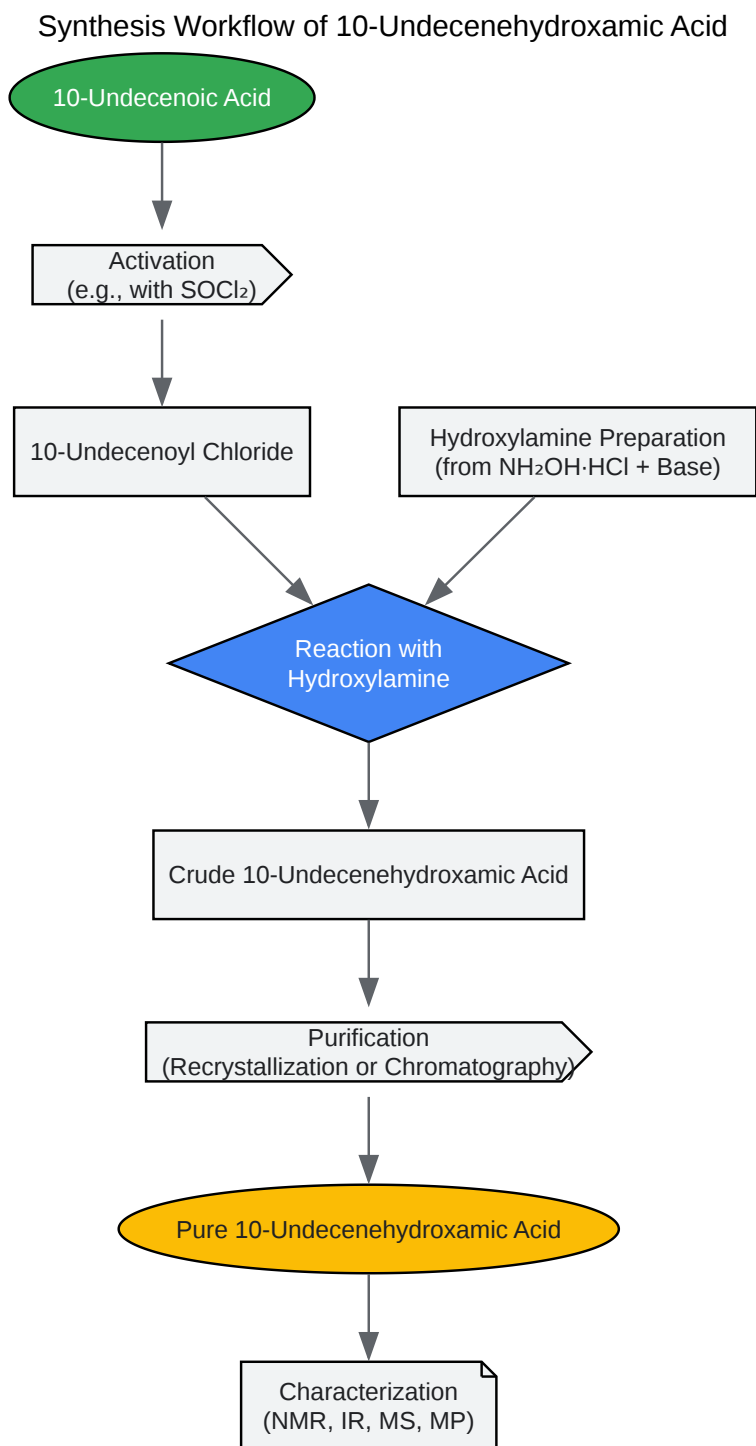 Synthesis Workflow of 10-Undecenehydroxamic Acid
10-Undecenoic Acid
Activation
(e.g., with SOCl₂)
10-Undecenoyl Chloride
Hydroxylamine Preparation
(from NH₂OH·HCl + Base)
Reaction with
Hydroxylamine
Crude 10-Undecenehydroxamic Acid
Purification
(Recrystallization or Chromatography)
Pure 10-Undecenehydroxamic Acid
Characterization
(NMR, IR, MS, MP)